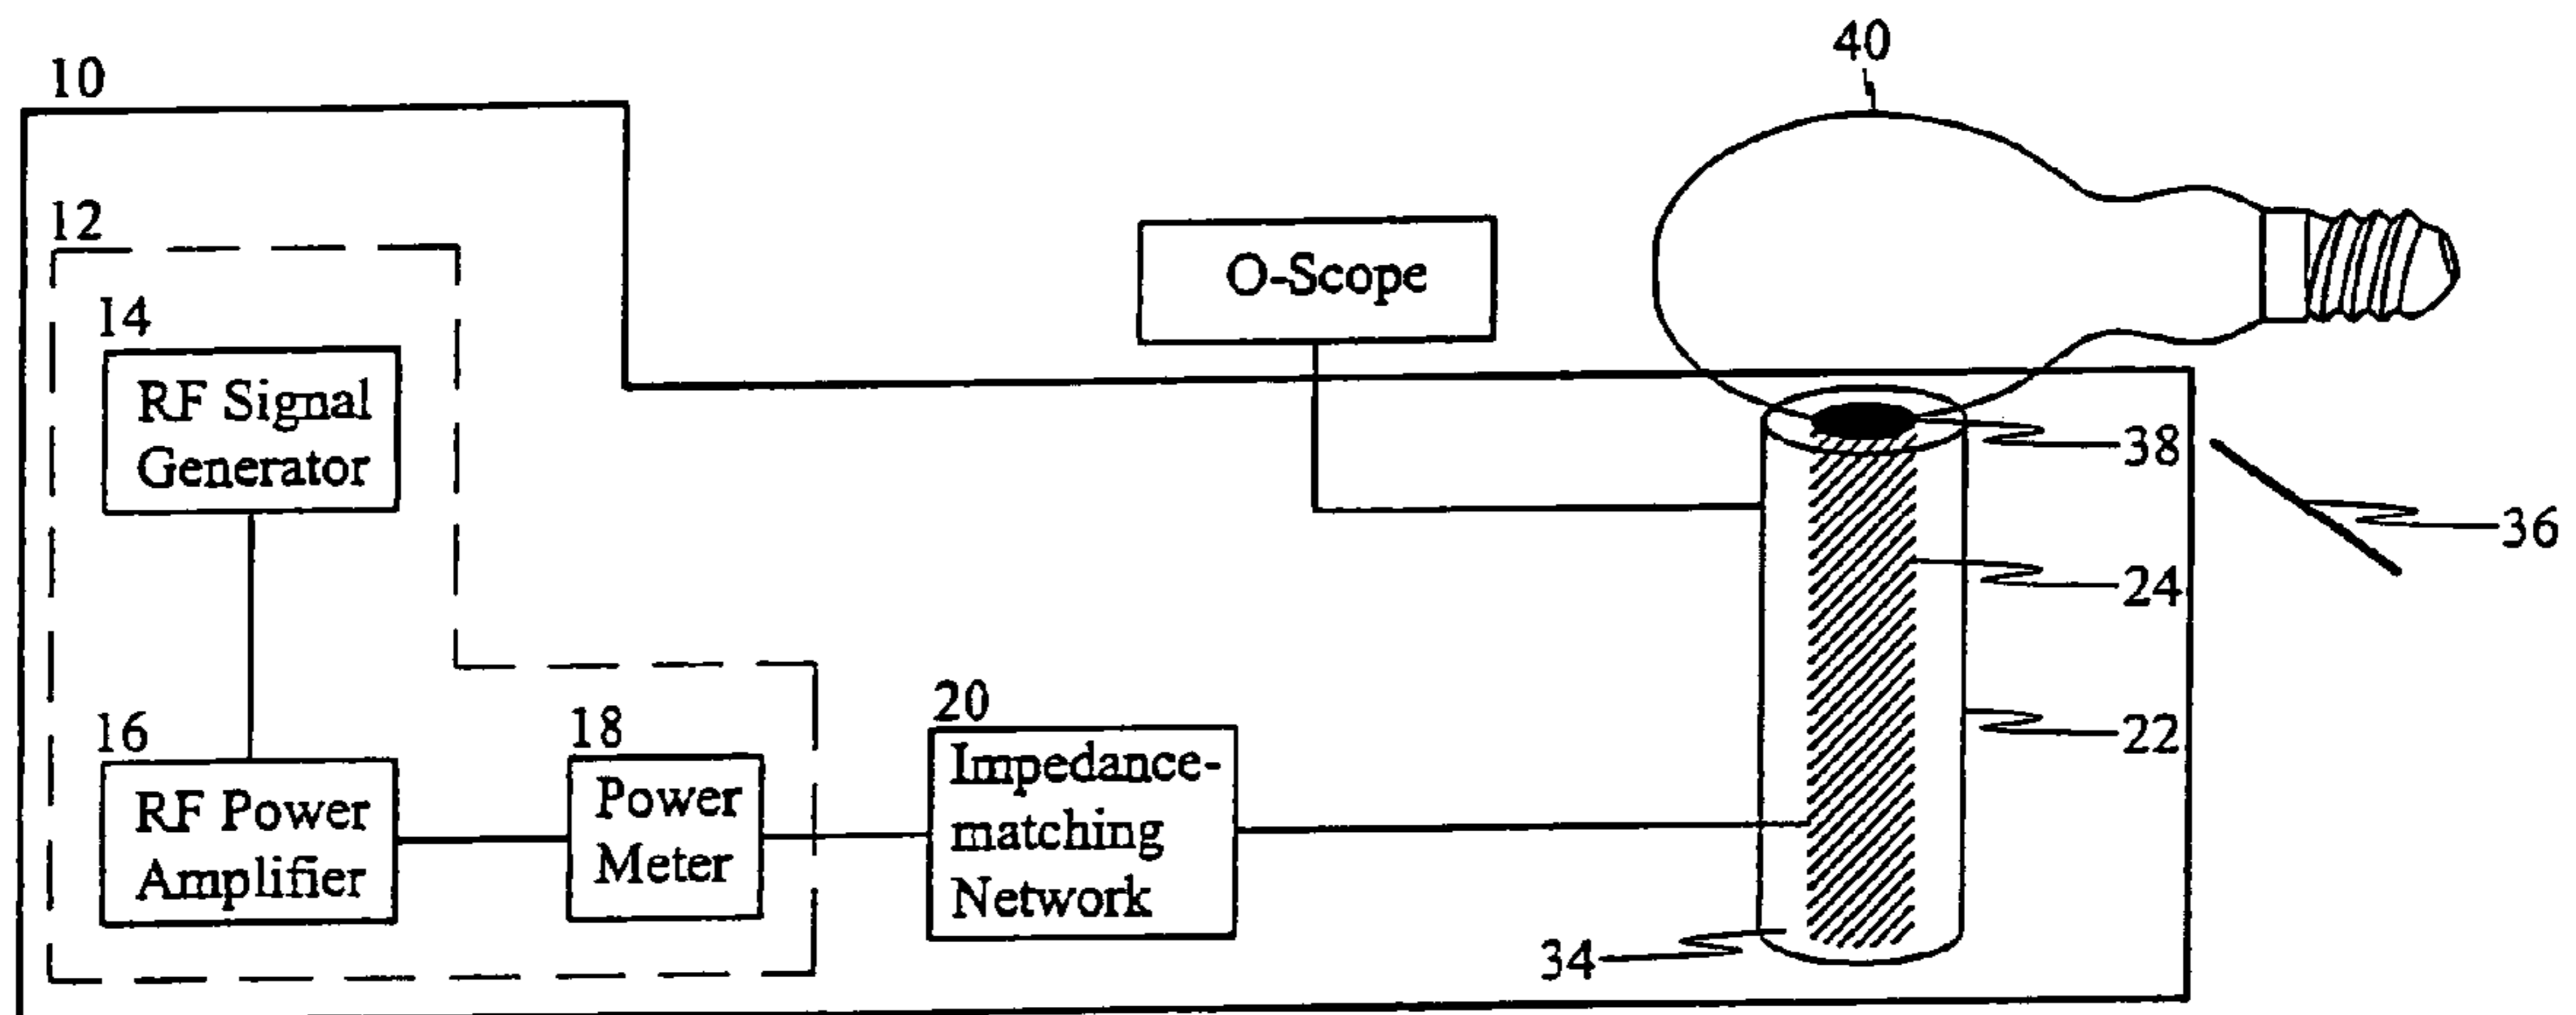 40
10
12
O-Scope
14
RF Signal
Generator
38
36
24
20
16
18
22
Impedance-
matching
Network
RF Power
Amplifier
Power
Meter
34